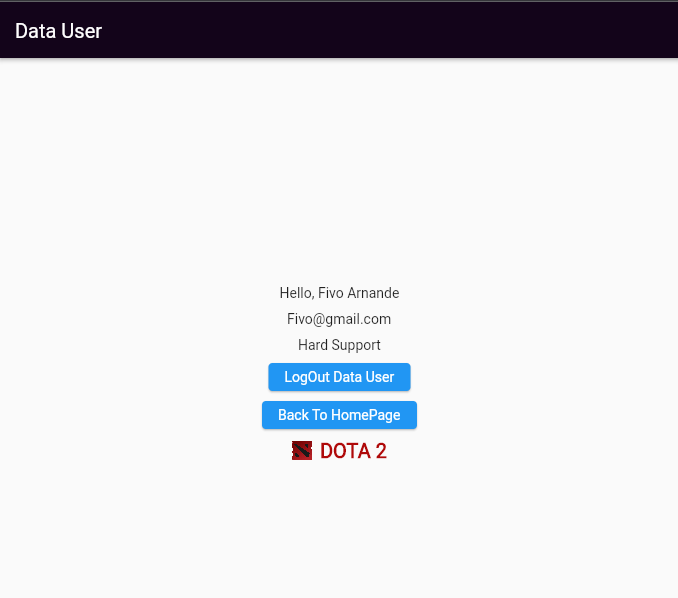 Data User
Hello, Fivo Arnande
Fivo@gmail.com
Hard Support
LogOut Data User
Back To HomePage
DOTA 2